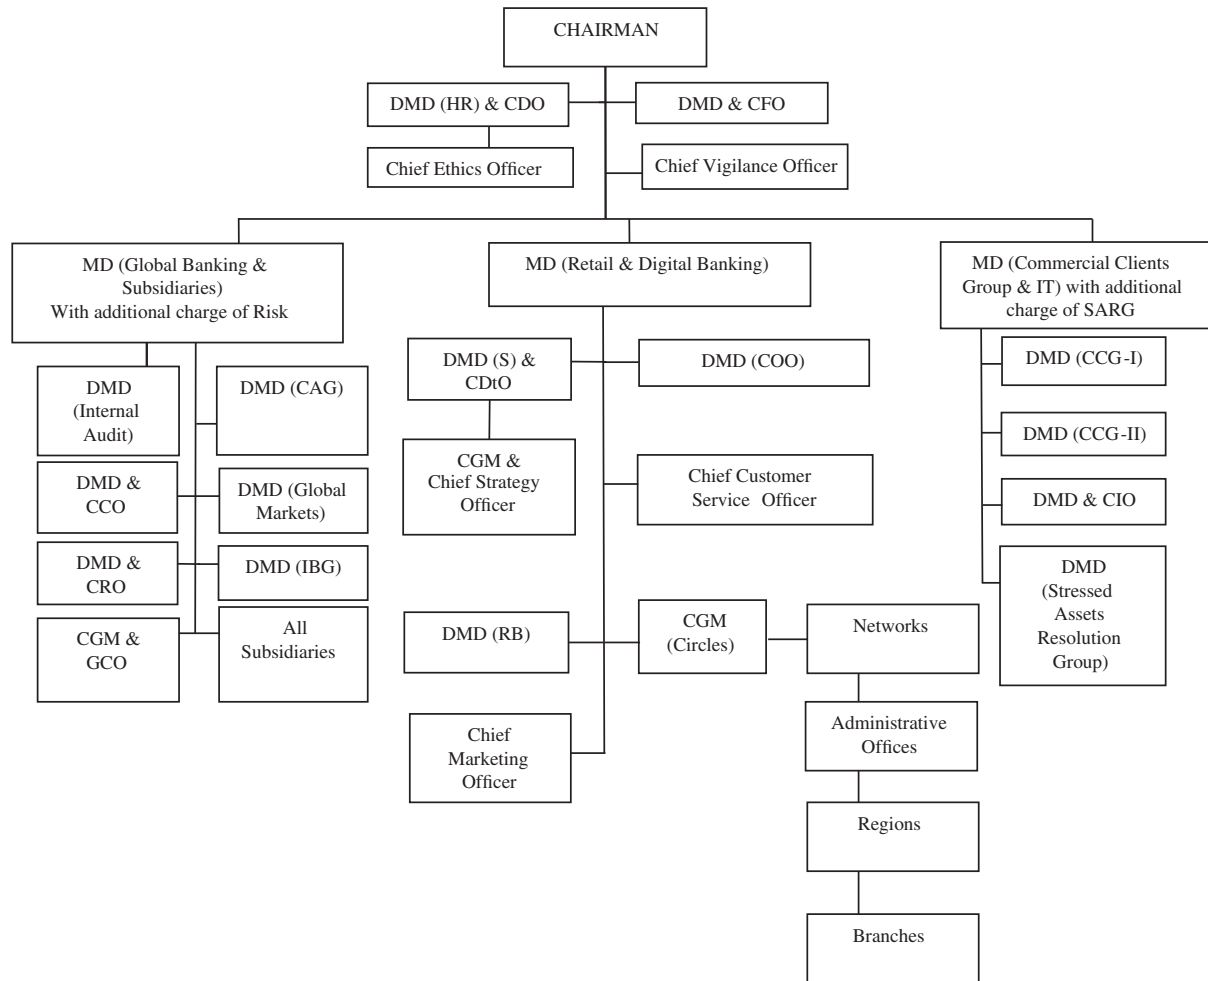 CHAIRMAN
DMD (HR) & CDO
DMD & CFO
Chief Ethics Officer
Chief Vigilance Officer
MD (Global Banking &
Subsidiaries)
With additional charge of Risk
MD (Retail & Digital Banking)
MD (Commercial Clients
Group & IT) with additional
charge of SARG
DMD
(Internal
Audit)
DMD (CAG)
DMD &
CCO
DMD (Global
Markets)
DMD &
CRO
DMD (IBG)
CGM &
GCO
All
Subsidiaries
DMD (S) &
CDtO
DMD (COO)
CGM &
Chief Strategy
Officer
Chief Customer
Service Officer
DMD (RB)
CGM
(Circles)
Networks
Chief
Marketing
Officer
Administrative
Offices
Regions
Branches
DMD (CCG-I)
DMD (CCG-II)
DMD & CIO
DMD
(Stressed
Assets
Resolution
Group)